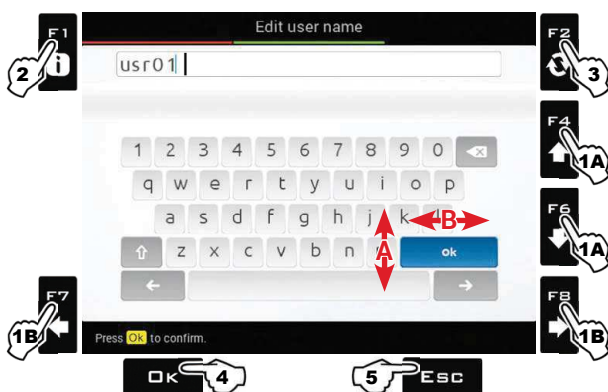 Edit user name
F1
F2
2
i
usr01
3
F4
1A
1 2 3 4 5 6 7 8 9 0
q w e r t y u i o p
F6
a s d f g h j k
B
1A
z x c v b n
A
ok
F7
F8
1B
1B
Press Ok to confirm.
OK
4
5
ESC